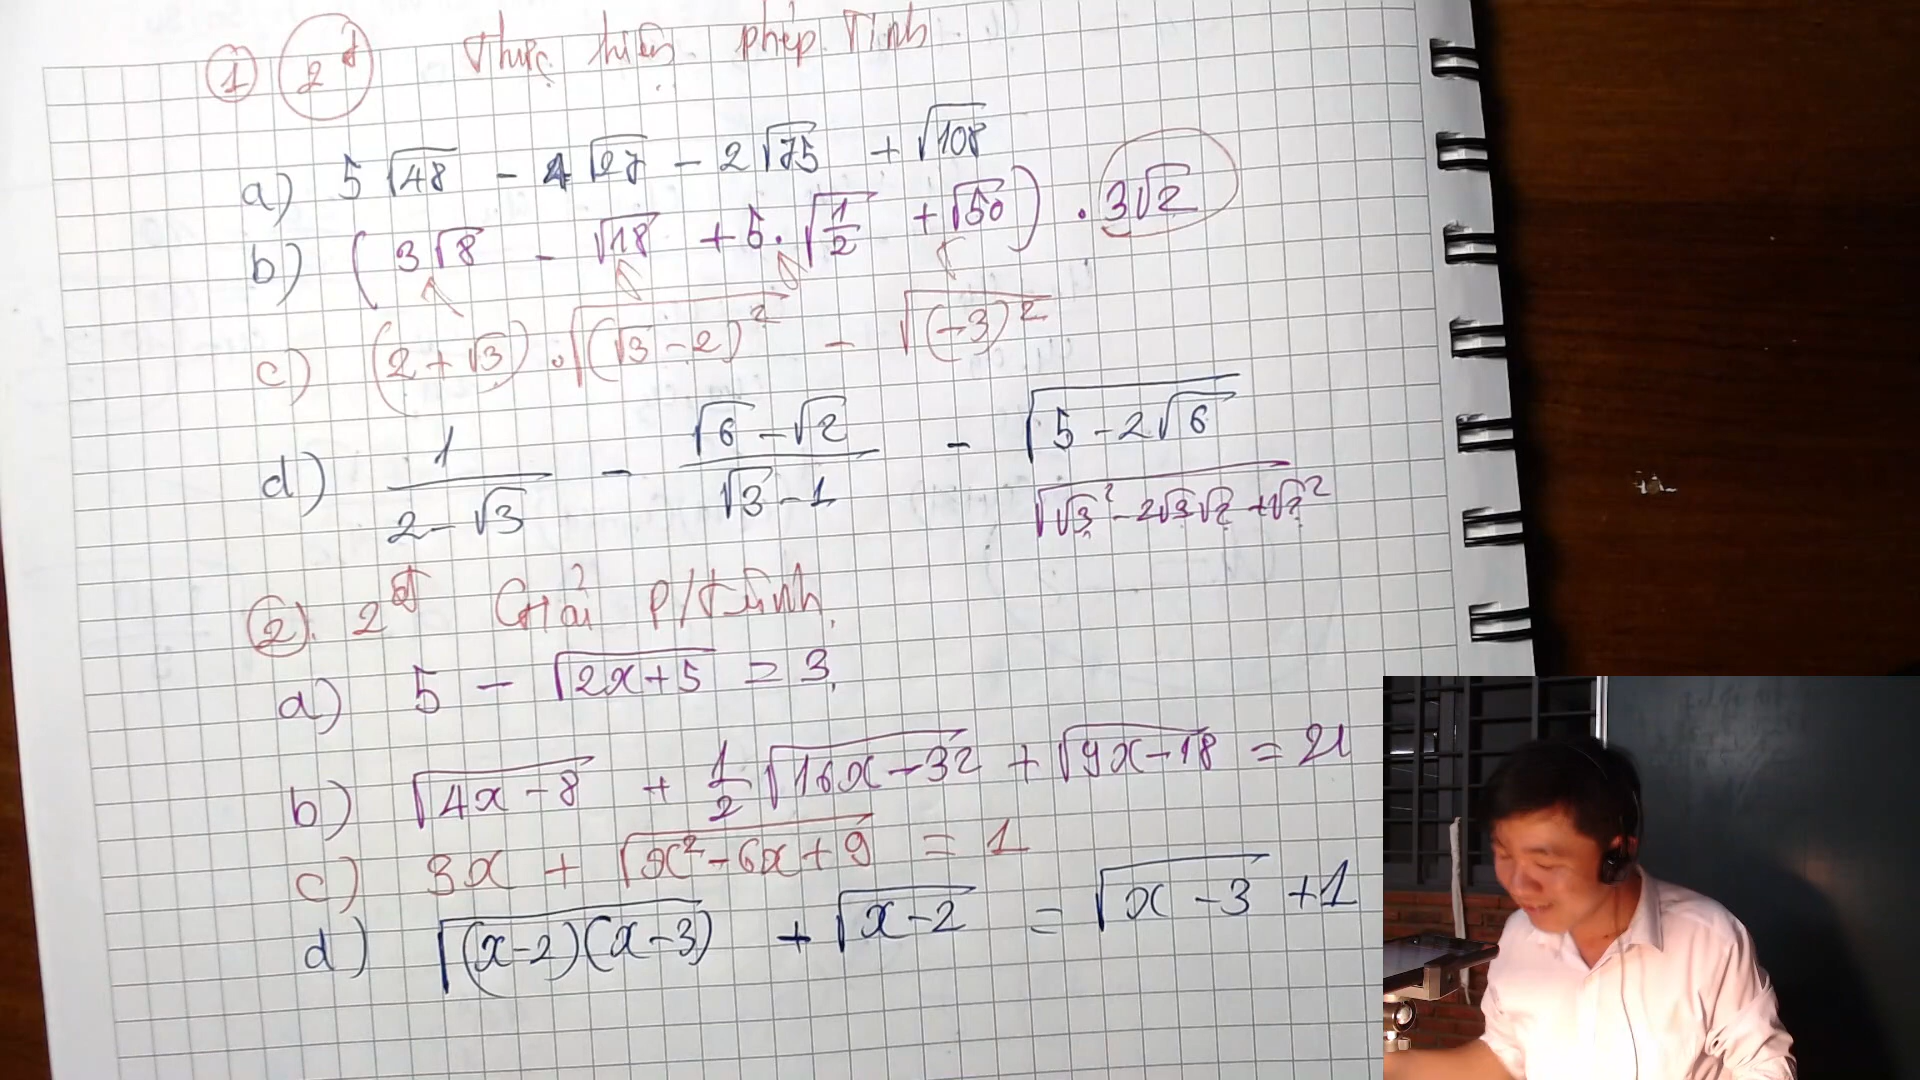 ① 2đ Thực hiện phép tính
a) 5√48 - 4√27 - 2√75 + √108
b) (3√8 - √18 + 5.√(1/2) + √50) . 3√2
c) (2 + √3) . √((√3 - 2)²) - √((-3)²)
d) 1/(2 - √3) - (√6 - √2)/(√3 - 1) - √(5 - 2√6)
√(√3² - 2√3√2 + √2²)
②. 2đ Giải p/trình.
a) 5 - √(2x+5) = 3.
b) √(4x - 8) + 1/2 √(16x - 32) + √(9x - 18) = 21
c) 3x + √(x² - 6x + 9) = 1
d) √((x-2)(x-3)) + √(x-2) = √(x-3) + 1